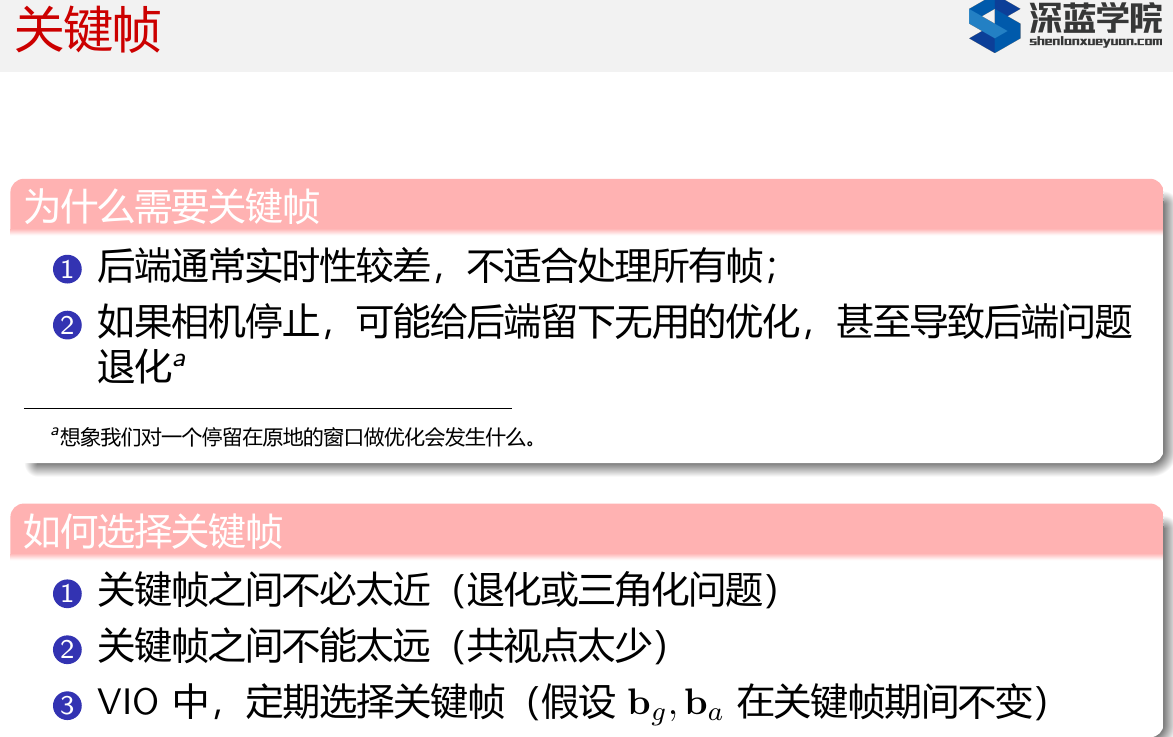 关键帧
深蓝学院
shenlanxueyuan.com
为什么需要关键帧
1 后端通常实时性较差，不适合处理所有帧；
2 如果相机停止，可能给后端留下无用的优化，甚至导致后端问题
退化a
a想象我们对一个停留在原地的窗口做优化会发生什么。
如何选择关键帧
1 关键帧之间不必太近（退化或三角化问题）
2 关键帧之间不能太远（共视点太少）
3 VIO 中，定期选择关键帧（假设 bg, ba 在关键帧期间不变）